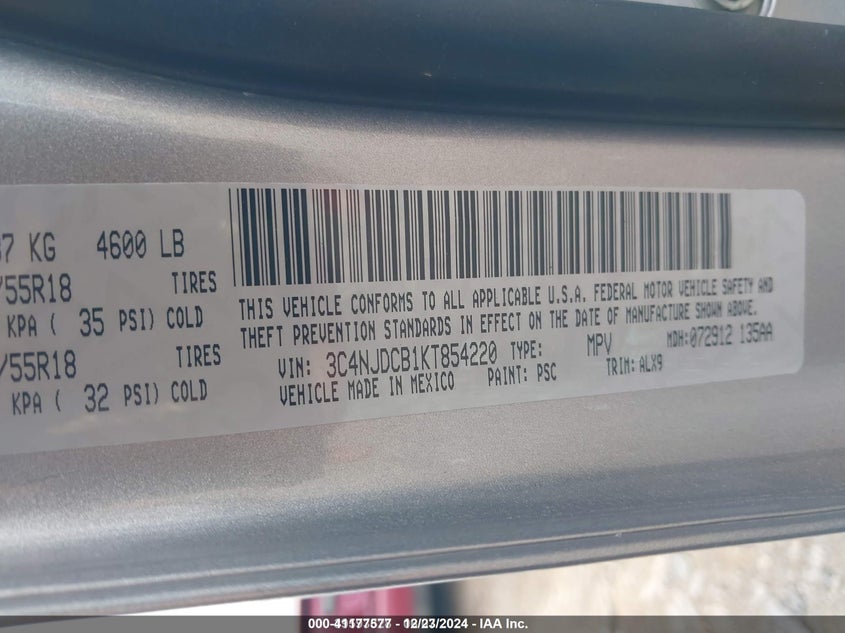 37 KG 4600 LB
/55R18 TIRES
KPA ( 35 PSI) COLD
/55R18 TIRES
KPA ( 32 PSI) COLD
THIS VEHICLE CONFORMS TO ALL APPLICABLE U.S.A. FEDERAL MOTOR VEHICLE SAFETY AND
THEFT PREVENTION STANDARDS IN EFFECT ON THE DATE OF MANUFACTURE SHOWN ABOVE.
VIN: 3C4NJDCB1KT854220 TYPE: MPV MDH:072912 135AA
VEHICLE MADE IN MEXICO PAINT: PSC TRIM: ALX9
000-41177577 - 12/23/2024 - IAA Inc.